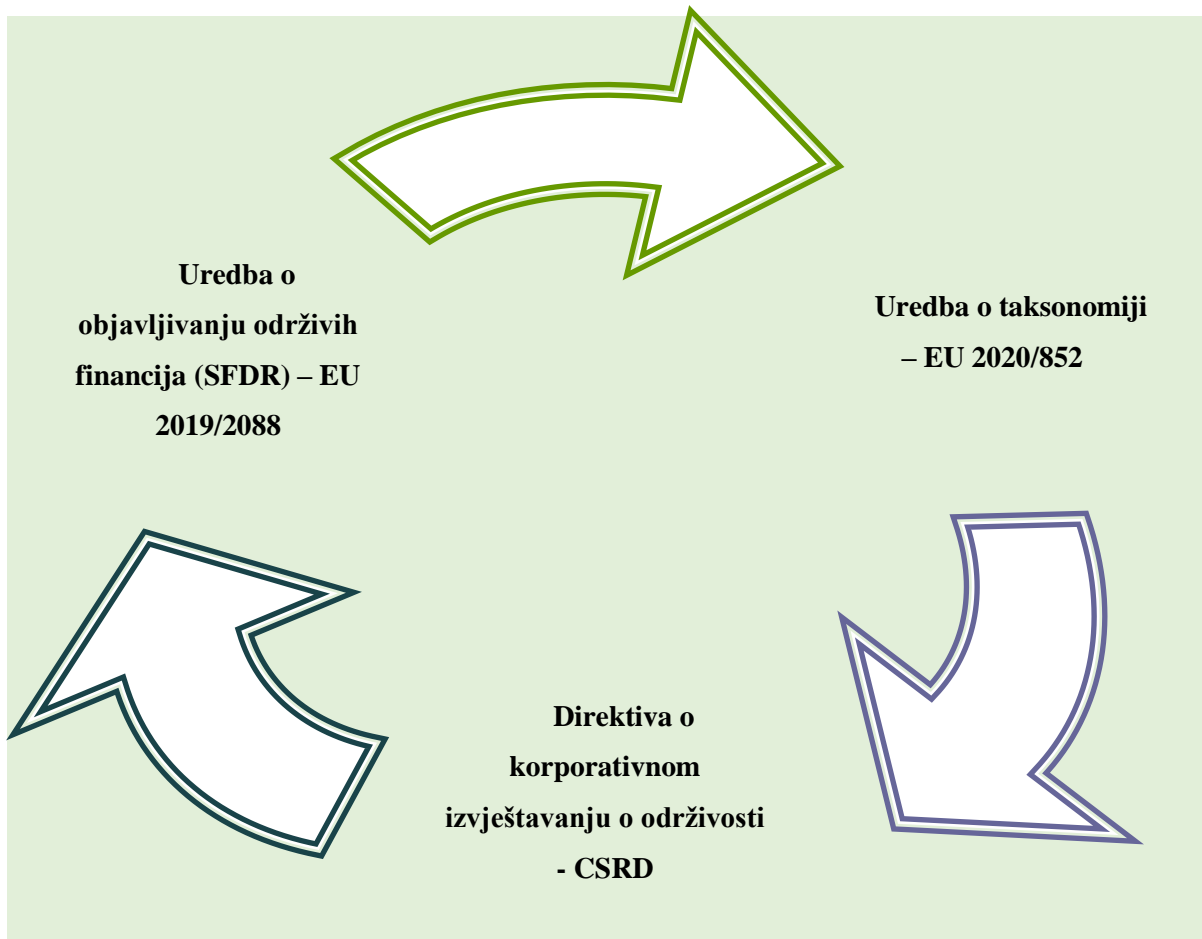 Uredba o
objavljivanju održivih
financija (SFDR) – EU
2019/2088
Uredba o taksonomiji
– EU 2020/852
Direktiva o
korporativnom
izvještavanju o održivosti
- CSRD